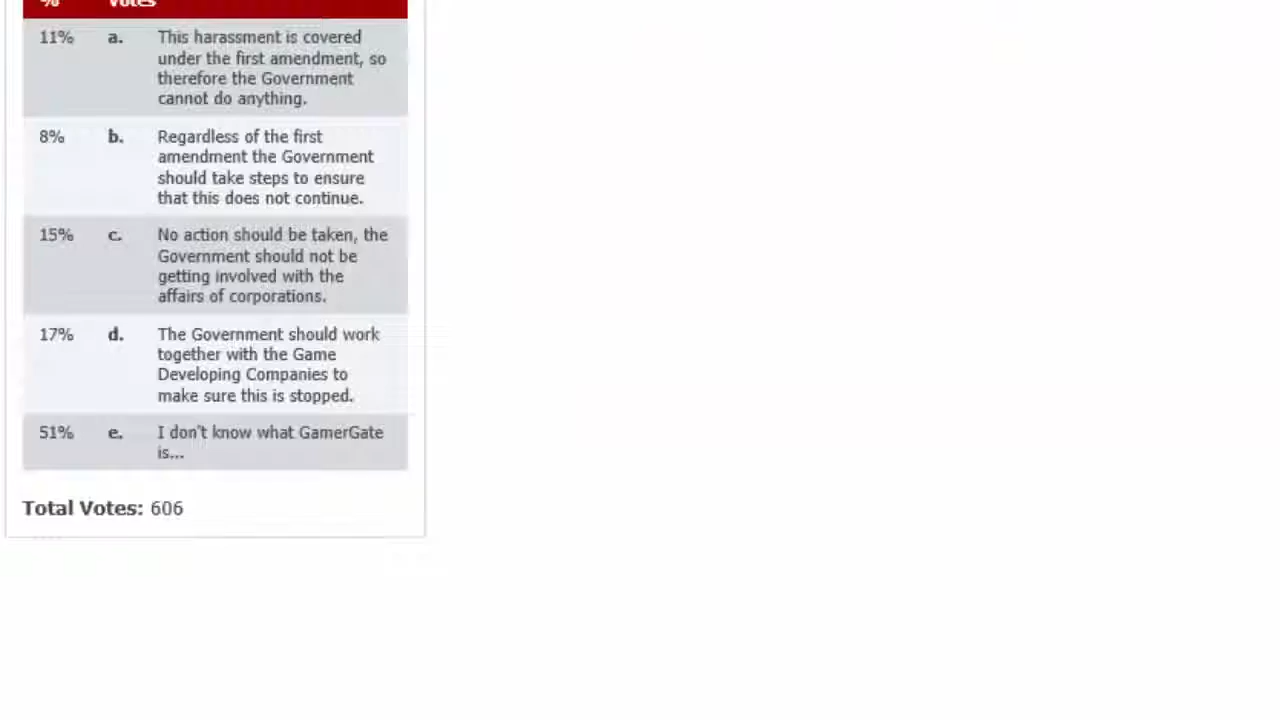 % Votes
11% a. This harassment is covered
under the first amendment, so
therefore the Government
cannot do anything.
8% b. Regardless of the first
amendment the Government
should take steps to ensure
that this does not continue.
15% c. No action should be taken, the
Government should not be
getting involved with the
affairs of corporations.
17% d. The Government should work
together with the Game
Developing Companies to
make sure this is stopped.
51% e. I don't know what GamerGate
is...
Total Votes: 606